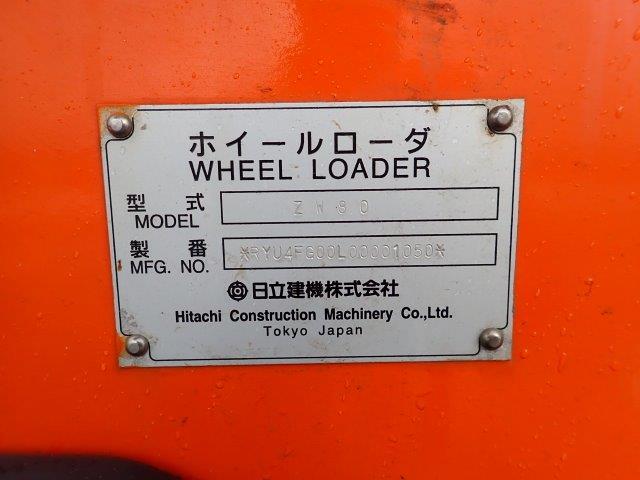 ホイールローダ
WHEEL LOADER
型式 ZW80
MODEL
製番 *RYU4FG00L00001050*
MFG. NO.
日立建機株式会社
Hitachi Construction Machinery Co.,Ltd.
Tokyo Japan